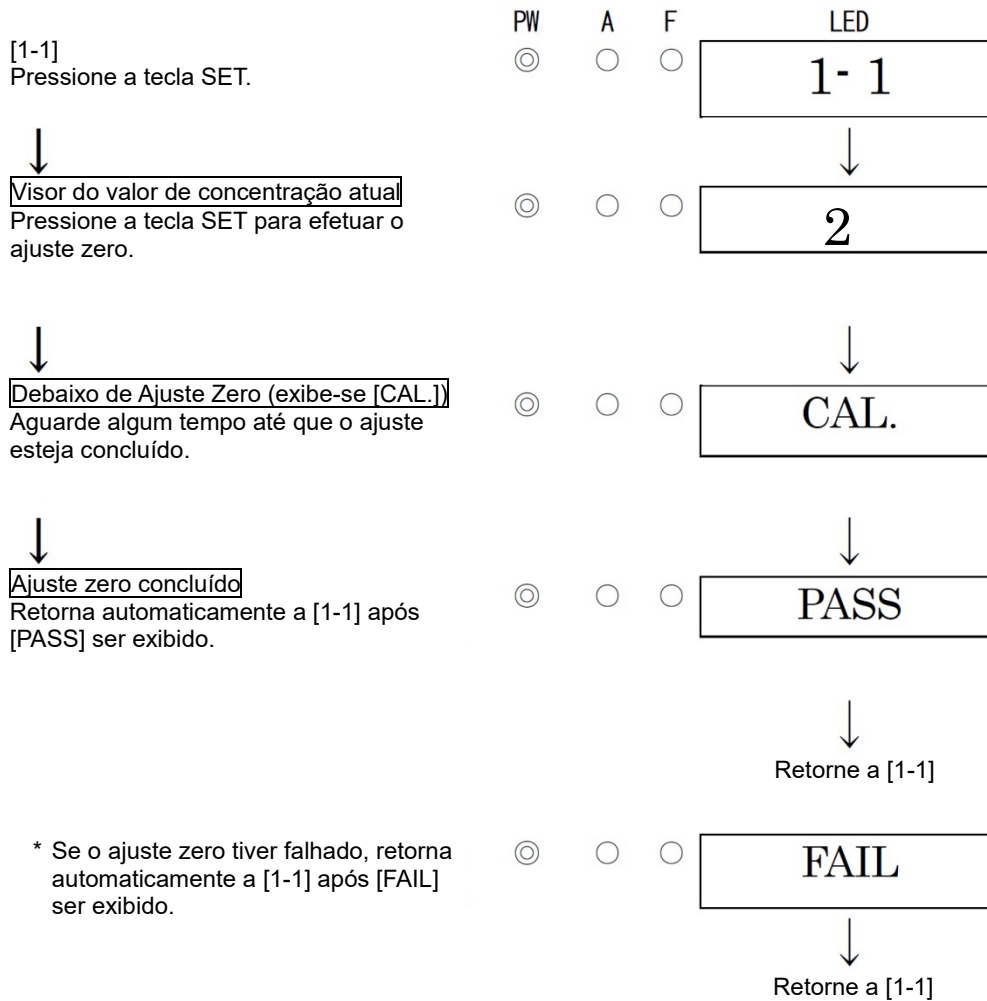 PW A F LED
[1-1]
Pressione a tecla SET.
1- 1
Visor do valor de concentração atual
Pressione a tecla SET para efetuar o
ajuste zero.
2
Debaixo de Ajuste Zero (exibe-se [CAL.])
Aguarde algum tempo até que o ajuste
esteja concluído.
CAL.
Ajuste zero concluído
Retorna automaticamente a [1-1] após
[PASS] ser exibido.
PASS
Retorne a [1-1]
* Se o ajuste zero tiver falhado, retorna
automaticamente a [1-1] após [FAIL]
ser exibido.
FAIL
Retorne a [1-1]